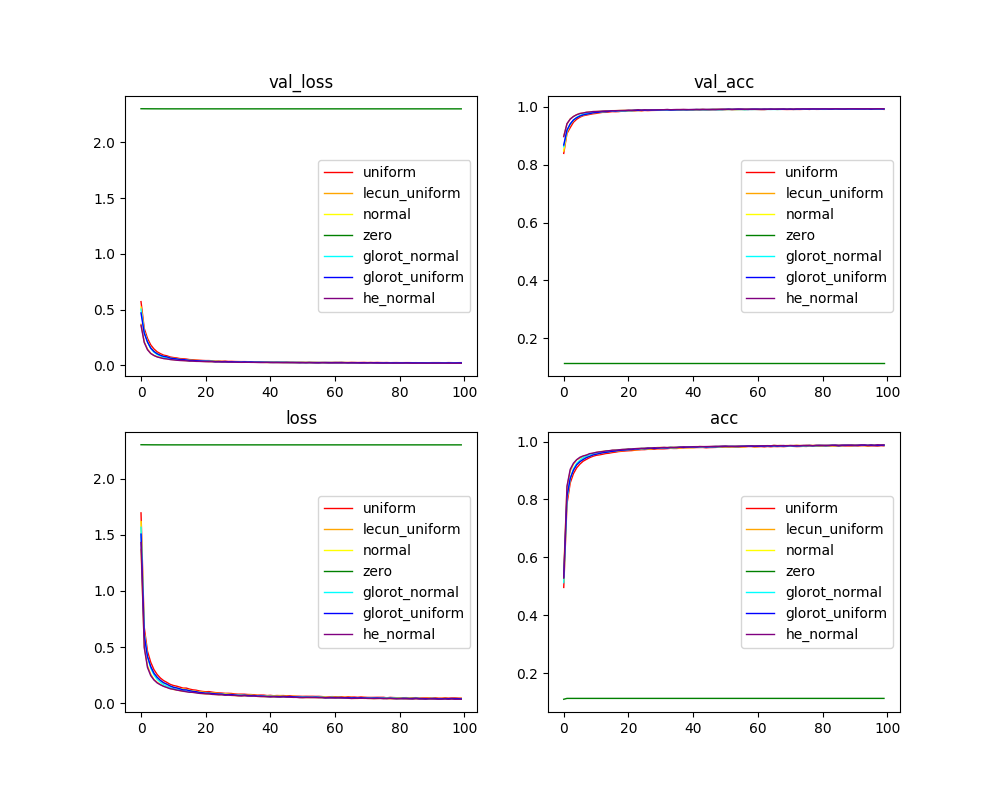 val_loss
2.0
1.5
1.0
0.5
0.0
0 20 40 60 80 100
uniform
lecun_uniform
normal
zero
glorot_normal
glorot_uniform
he_normal
val_acc
1.0
0.8
0.6
0.4
0.2
0 20 40 60 80 100
uniform
lecun_uniform
normal
zero
glorot_normal
glorot_uniform
he_normal
loss
2.0
1.5
1.0
0.5
0.0
0 20 40 60 80 100
uniform
lecun_uniform
normal
zero
glorot_normal
glorot_uniform
he_normal
acc
1.0
0.8
0.6
0.4
0.2
0 20 40 60 80 100
uniform
lecun_uniform
normal
zero
glorot_normal
glorot_uniform
he_normal